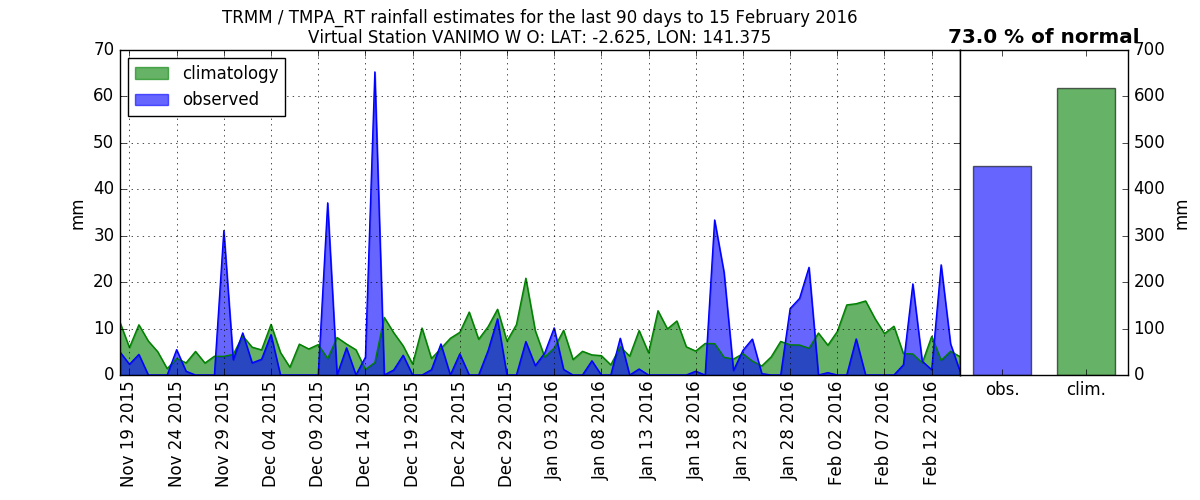 TRMM / TMPA_RT rainfall estimates for the last 90 days to 15 February 2016
Virtual Station VANIMO W O: LAT: -2.625, LON: 141.375
73.0 % of normal
climatology
observed
mm
70
60
50
40
30
20
10
0
700
600
500
400
300
200
100
0
mm
Nov 19 2015
Nov 24 2015
Nov 29 2015
Dec 04 2015
Dec 09 2015
Dec 14 2015
Dec 19 2015
Dec 24 2015
Dec 29 2015
Jan 03 2016
Jan 08 2016
Jan 13 2016
Jan 18 2016
Jan 23 2016
Jan 28 2016
Feb 02 2016
Feb 07 2016
Feb 12 2016
obs.
clim.